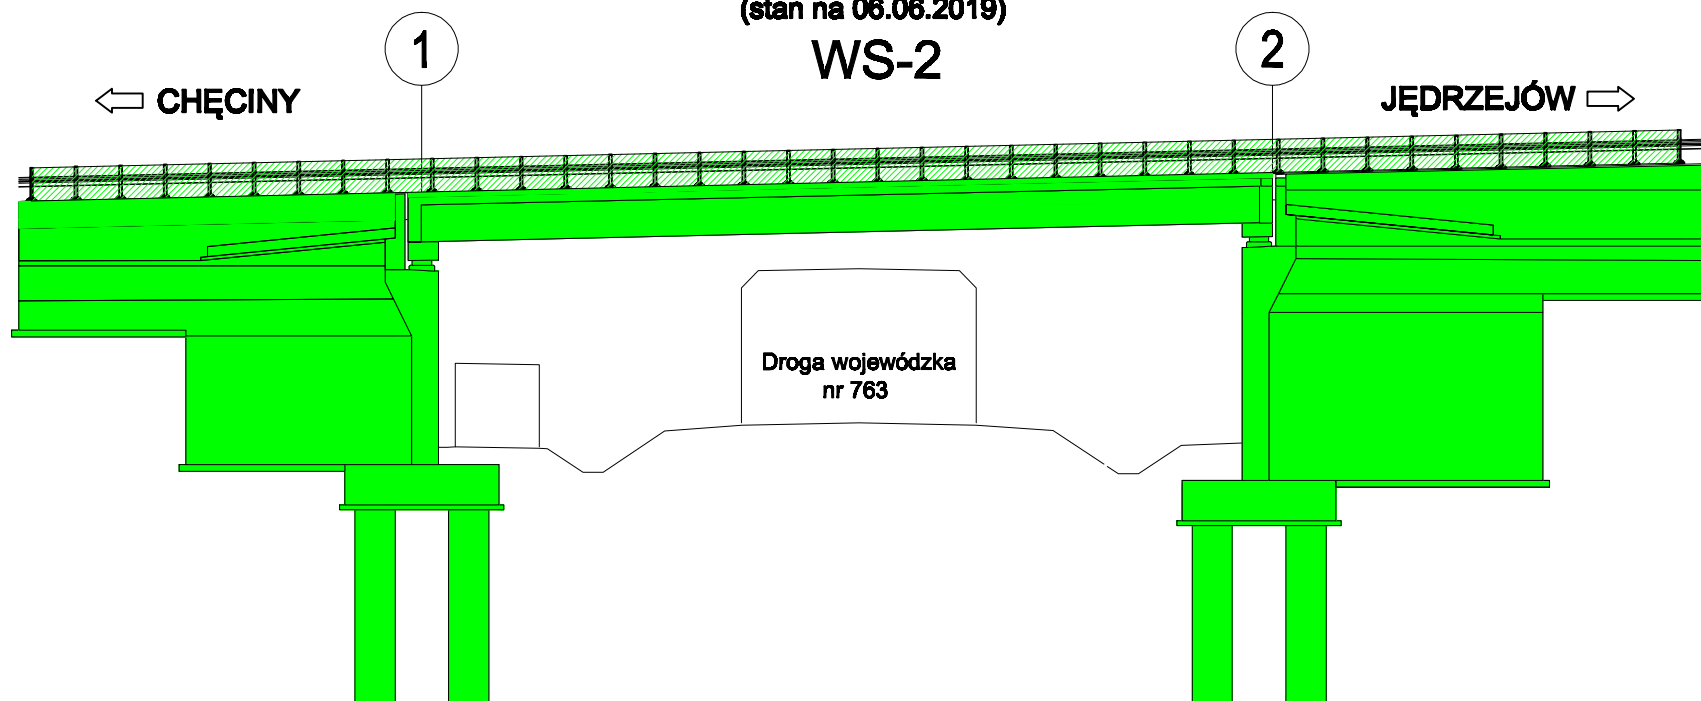 (stan na 06.06.2019)
WS-2
1
2
CHĘCINY
JĘDRZEJÓW
Droga wojewódzka
nr 763